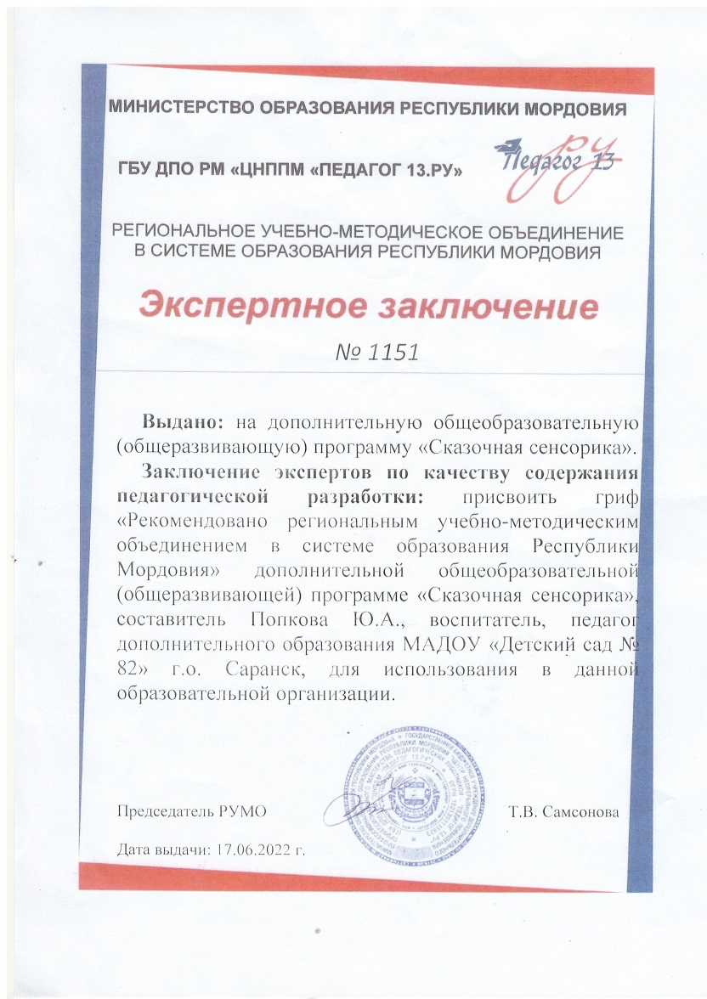 МИНИСТЕРСТВО ОБРАЗОВАНИЯ РЕСПУБЛИКИ МОРДОВИЯ
ГБУ ДПО РМ «ЦНППМ «ПЕДАГОГ 13.РУ»
Педагог 13 ру
РЕГИОНАЛЬНОЕ УЧЕБНО-МЕТОДИЧЕСКОЕ ОБЪЕДИНЕНИЕ
В СИСТЕМЕ ОБРАЗОВАНИЯ РЕСПУБЛИКИ МОРДОВИЯ
Экспертное заключение
№ 1151
Выдано: на дополнительную общеобразовательную
(общеразвивающую) программу «Сказочная сенсорика».
Заключение экспертов по качеству содержания
педагогической разработки: присвоить гриф
«Рекомендовано региональным учебно-методическим
объединением в системе образования Республики
Мордовия» дополнительной общеобразовательной
(общеразвивающей) программе «Сказочная сенсорика»,
составитель Попкова Ю.А., воспитатель, педагог
дополнительного образования МАДОУ «Детский сад №
82» г.о. Саранск, для использования в данной
образовательной организации.
Председатель РУМО Т.В. Самсонова
Дата выдачи: 17.06.2022 г.